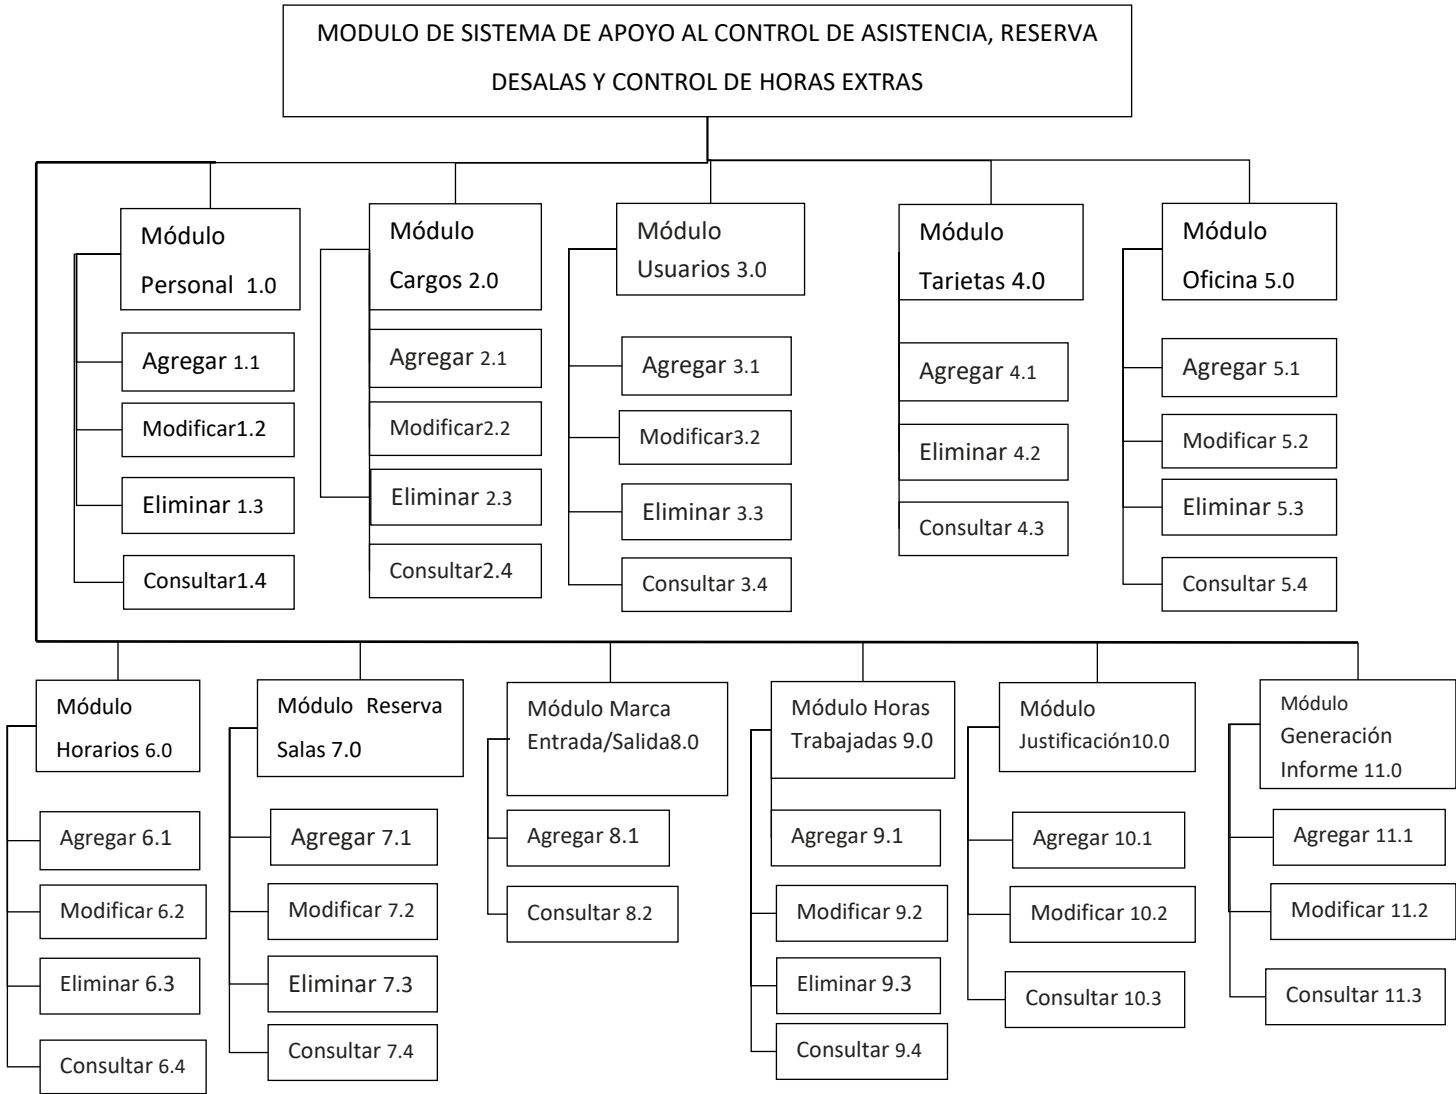 MODULO DE SISTEMA DE APOYO AL CONTROL DE ASISTENCIA, RESERVA
DESALAS Y CONTROL DE HORAS EXTRAS
Módulo
Personal 1.0
Agregar 1.1
Modificar1.2
Eliminar 1.3
Consultar1.4
Módulo
Cargos 2.0
Agregar 2.1
Modificar2.2
Eliminar 2.3
Consultar2.4
Módulo
Usuarios 3.0
Agregar 3.1
Modificar3.2
Eliminar 3.3
Consultar 3.4
Módulo
Tarietas 4.0
Agregar 4.1
Eliminar 4.2
Consultar 4.3
Módulo
Oficina 5.0
Agregar 5.1
Modificar 5.2
Eliminar 5.3
Consultar 5.4
Módulo
Horarios 6.0
Agregar 6.1
Modificar 6.2
Eliminar 6.3
Consultar 6.4
Módulo Reserva
Salas 7.0
Agregar 7.1
Modificar 7.2
Eliminar 7.3
Consultar 7.4
Módulo Marca
Entrada/Salida8.0
Agregar 8.1
Consultar 8.2
Módulo Horas
Trabajadas 9.0
Agregar 9.1
Modificar 9.2
Eliminar 9.3
Consultar 9.4
Módulo
Justificación10.0
Agregar 10.1
Modificar 10.2
Consultar 10.3
Módulo
Generación
Informe 11.0
Agregar 11.1
Modificar 11.2
Consultar 11.3